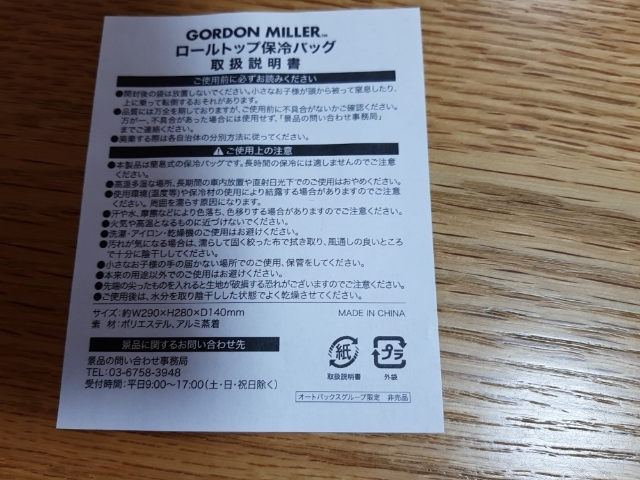 GORDON MILLER™
ロールトップ保冷バッグ
取扱説明書
ご使用前に必ずお読みください
●開封後の袋は放置しないでください。小さなお子様が頭から被って窒息したり、
上に乗って転倒するおそれがあります。
●品質には万全を期しておりますが、ご使用前に不具合がないかご確認ください。
万が一、不具合があった場合には使用せず、「景品の問い合わせ事務局」
までご連絡ください。
●廃棄する際は各自治体の分別方法に従ってください。
⚠ご使用上の注意
●本製品は簡易式の保冷バッグです。長時間の保冷には適しませんのでご注意
ください。
●高温多湿な場所、長期間の車内放置や直射日光下でのご使用はおやめください。
●使用環境(温度等)や保冷材の使用により結露する場合がありますのでご注意
ください。周囲を濡らす原因になります。
●汗や水、摩擦などにより色落ち、色移りする場合がありますのでご注意ください。
●火気や高温となるものに近づけないでください。
●洗濯・アイロン・乾燥機のご使用はお避けください。
●汚れが気になる場合は、濡らして固く絞った布で拭き取り、風通しの良いところ
で十分に陰干ししてください。
●小さなお子様の手の届かない場所でのご使用、保管をしてください。
●本来の用途以外でのご使用はお避けください。
●先端の尖ったものを入れると生地が破損する恐れがございますのでご注意ください。
●ご使用後は、水分を取り陰干しした状態でよく乾燥させてください。
サイズ:約W290×H280×D140mm
MADE IN CHINA
素 材:ポリエステル、アルミ蒸着
景品に関するお問い合わせ先
景品の問い合わせ事務局
TEL:03-6758-3948
受付時間:平日9:00〜17:00(土・日・祝日除く)
紙
取扱説明書
プラ
外袋
オートバックスグループ限定 非売品